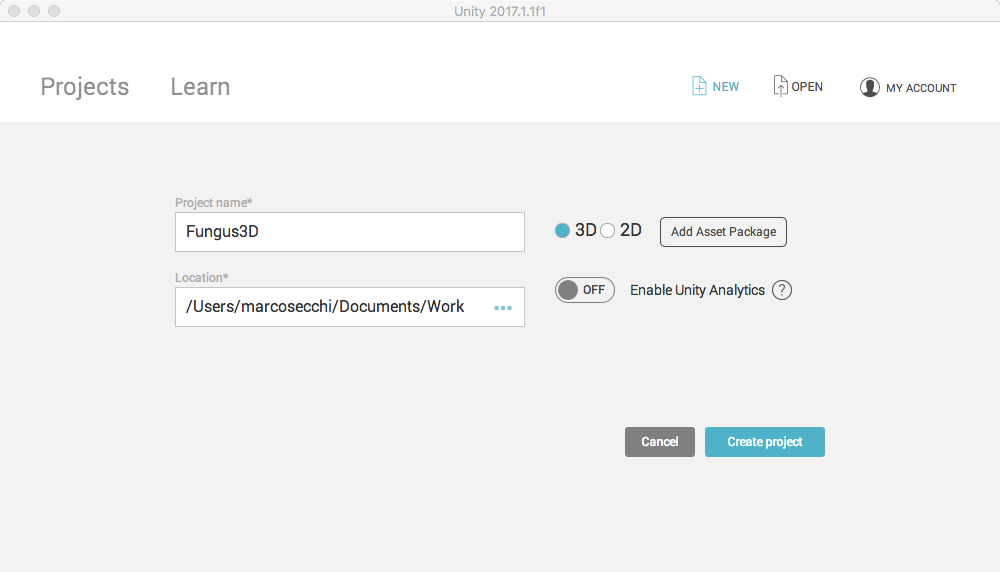 Unity 2017.1.1f1
Projects Learn NEW OPEN MY ACCOUNT
Project name*
Fungus3D
3D 2D Add Asset Package
Location*
/Users/marcosecchi/Documents/Work
OFF Enable Unity Analytics ?
Cancel Create project